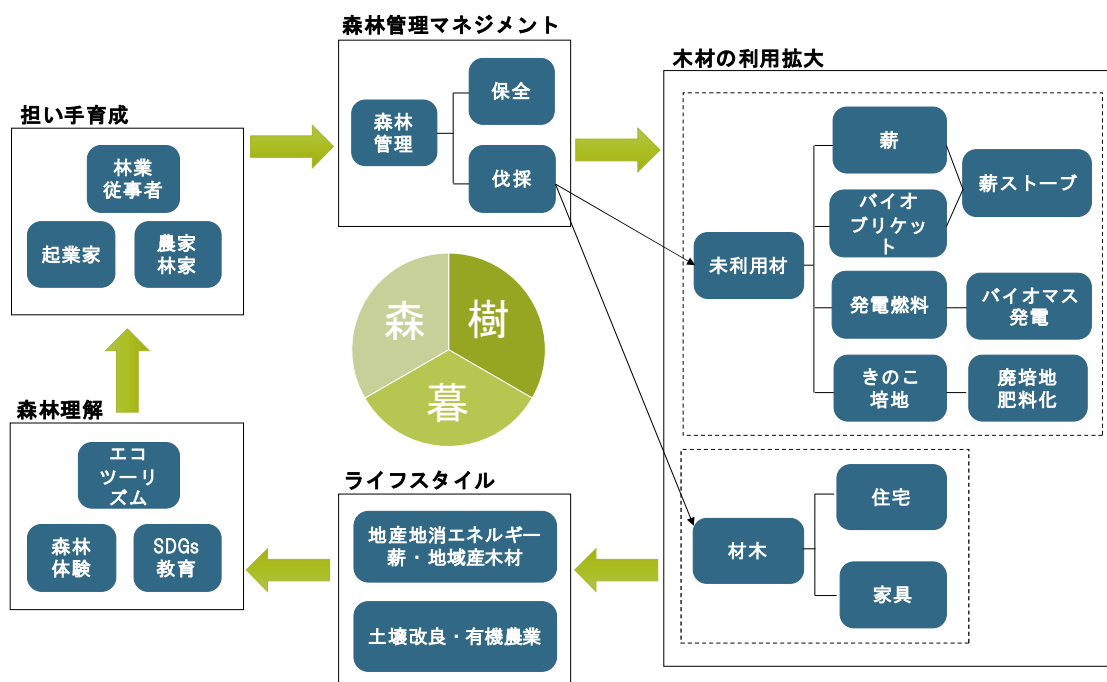 森林管理マネジメント
森林
管理
保全
伐採
木材の利用拡大
薪
バイオ
ブリケッ
ト
薪ストーブ
未利用材
発電燃料
バイオマス
発電
きのこ
培地
廃培地
肥料化
材木
住宅
家具
ライフスタイル
地産地消エネルギー
薪・地域産木材
土壌改良・有機農業
森林理解
エコ
ツーリ
ズム
森林
体験
SDGs
教育
担い手育成
林業
従事者
起業家
農家
林家
森
樹
暮